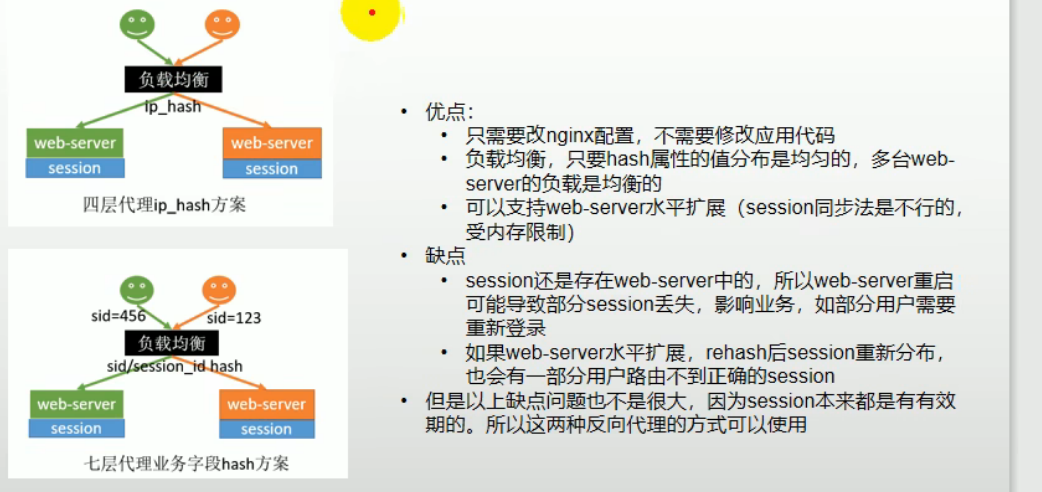 负载均衡
ip_hash
web-server
web-server
session
session
四层代理ip_hash方案
sid=456
sid=123
负载均衡
sid/session_id hash
web-server
web-server
session
session
七层代理业务字段hash方案
• 优点：
• 只需要改nginx配置，不需要修改应用代码
• 负载均衡，只要hash属性的值分布是均匀的，多台web-
server的负载是均衡的
• 可以支持web-server水平扩展（session同步法是不行的，
受内存限制）
• 缺点
• session还是存在web-server中的，所以web-server重启
可能导致部分session丢失，影响业务，如部分用户需要
重新登录
• 如果web-server水平扩展，rehash后session重新分布，
也会有一部分用户路由不到正确的session
• 但是以上缺点问题也不是很大，因为session本来都是有有效
期的。所以这两种反向代理的方式可以使用